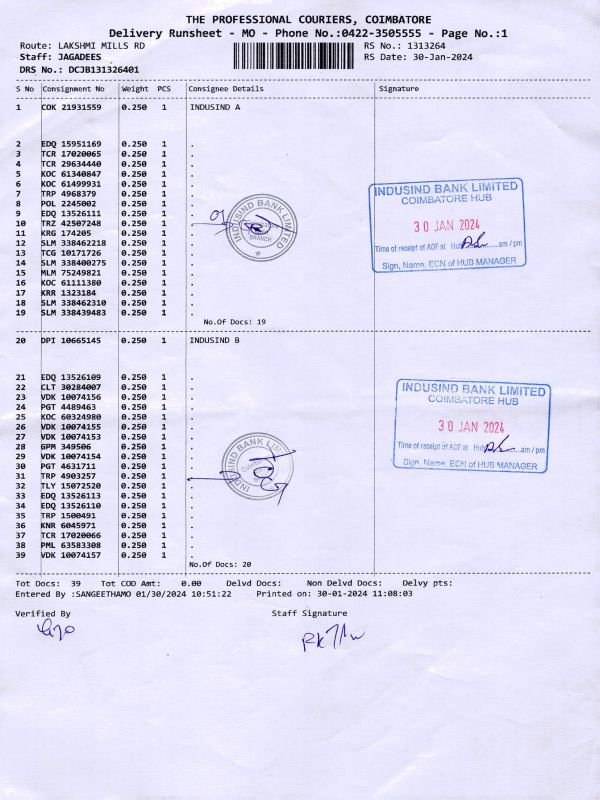 THE PROFESSIONAL COURIERS, COIMBATORE
Delivery Runsheet - MO - Phone No.:0422-3505555 - Page No.:1
Route: LAKSHMI MILLS RD RS No.: 1313264
Staff: JAGADEES RS Date: 30-Jan-2024
DRS No.: DCJB131326401
S No Consignment No Weight PCS Consignee Details Signature
1 COK 21931559 0.250 1 INDUSIND A
2 EDQ 15951169 0.250 1 .
3 TCR 17020065 0.250 1 .
4 TCR 29634440 0.250 1 .
5 KOC 61340847 0.250 1 .
6 KOC 61499931 0.250 1 .
7 TRP 4968379 0.250 1 .
8 POL 2245002 0.250 1 .
9 EDQ 13526111 0.250 1 .
10 TRZ 42507248 0.250 1 .
11 KRG 174205 0.250 1 .
12 SLM 338462218 0.250 1 .
13 TCG 10171726 0.250 1 .
14 SLM 338400275 0.250 1 .
15 MLM 75249821 0.250 1 .
16 KOC 61111380 0.250 1 .
17 KRR 1323184 0.250 1 .
18 SLM 338462310 0.250 1 .
19 SLM 338439483 0.250 1 .
No.Of Docs: 19
INDUSIND BANK LIMITED
BRANCH
INDUSIND BANK LIMITED
COIMBATORE HUB
30 JAN 2024
Time of receipt of AOF at Hub ......am / pm
Sign, Name, ECN of HUB MANAGER
20 DPI 10665145 0.250 1 INDUSIND B
21 EDQ 13526109 0.250 1 .
22 CLT 30284007 0.250 1 .
23 VDK 10074156 0.250 1 .
24 PGT 4489463 0.250 1 .
25 KOC 60324980 0.250 1 .
26 VDK 10074155 0.250 1 .
27 VDK 10074153 0.250 1 .
28 GPM 349506 0.250 1 .
29 VDK 10074154 0.250 1 .
30 PGT 4631711 0.250 1 .
31 TRP 4903257 0.250 1 .
32 TLY 15072520 0.250 1 .
33 EDQ 13526113 0.250 1 .
34 EDQ 13526110 0.250 1 .
35 TRP 1500491 0.250 1 .
36 KNR 6045971 0.250 1 .
37 TCR 17020066 0.250 1 .
38 PML 63583308 0.250 1 .
39 VDK 10074157 0.250 1 .
No.Of Docs: 20
INDUSIND BANK
INDUSIND BANK LIMITED
COIMBATORE HUB
30 JAN 2024
Time of receipt of AOF at Hub ......am / pm
Sign, Name, ECN of HUB MANAGER
Tot Docs: 39 Tot COD Amt: 0.00 Delvd Docs: Non Delvd Docs: Delvy pts:
Entered By :SANGEETHAMO 01/30/2024 10:51:22 Printed on: 30-01-2024 11:08:03
Verified By Staff Signature